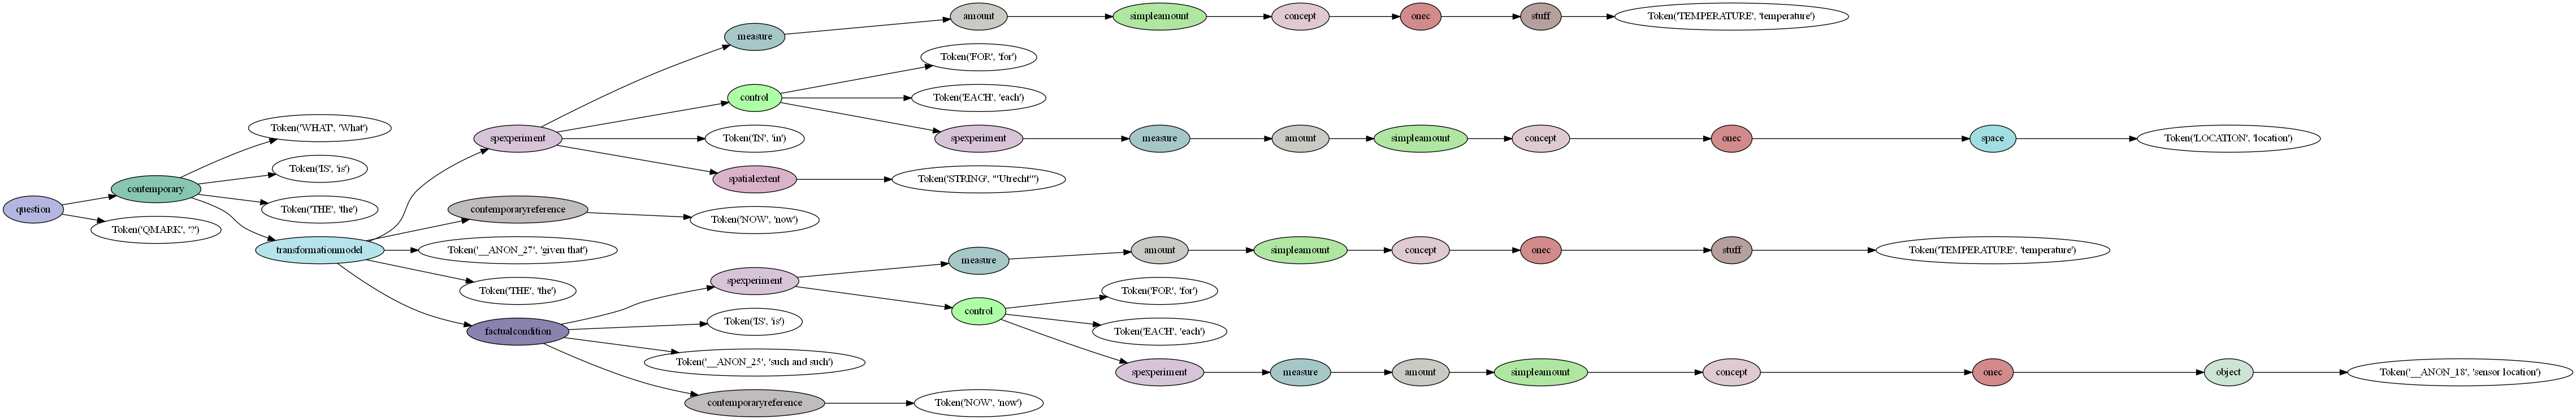 amount
simpleamount
concept
onec
stuff
Token('TEMPERATURE', 'temperature')
measure
Token('FOR', 'for')
control
Token('EACH', 'each')
Token('WHAT', 'What')
spexperiment
Token('IN', 'in')
spexperiment
measure
amount
simpleamount
concept
onec
space
Token('LOCATION', 'location')
Token('IS', 'is')
spatialextent
Token('STRING', "'Utrecht'")
contemporary
question
Token('THE', 'the')
contemporaryreference
Token('NOW', 'now')
Token('QMARK', '?')
transformationmodel
Token('__ANON_27', 'given that')
measure
amount
simpleamount
concept
onec
stuff
Token('TEMPERATURE', 'temperature')
Token('THE', 'the')
spexperiment
Token('FOR', 'for')
control
factualcondition
Token('IS', 'is')
Token('EACH', 'each')
Token('__ANON_25', 'such and such')
spexperiment
measure
amount
simpleamount
concept
onec
object
Token('__ANON_18', 'sensor location')
contemporaryreference
Token('NOW', 'now')